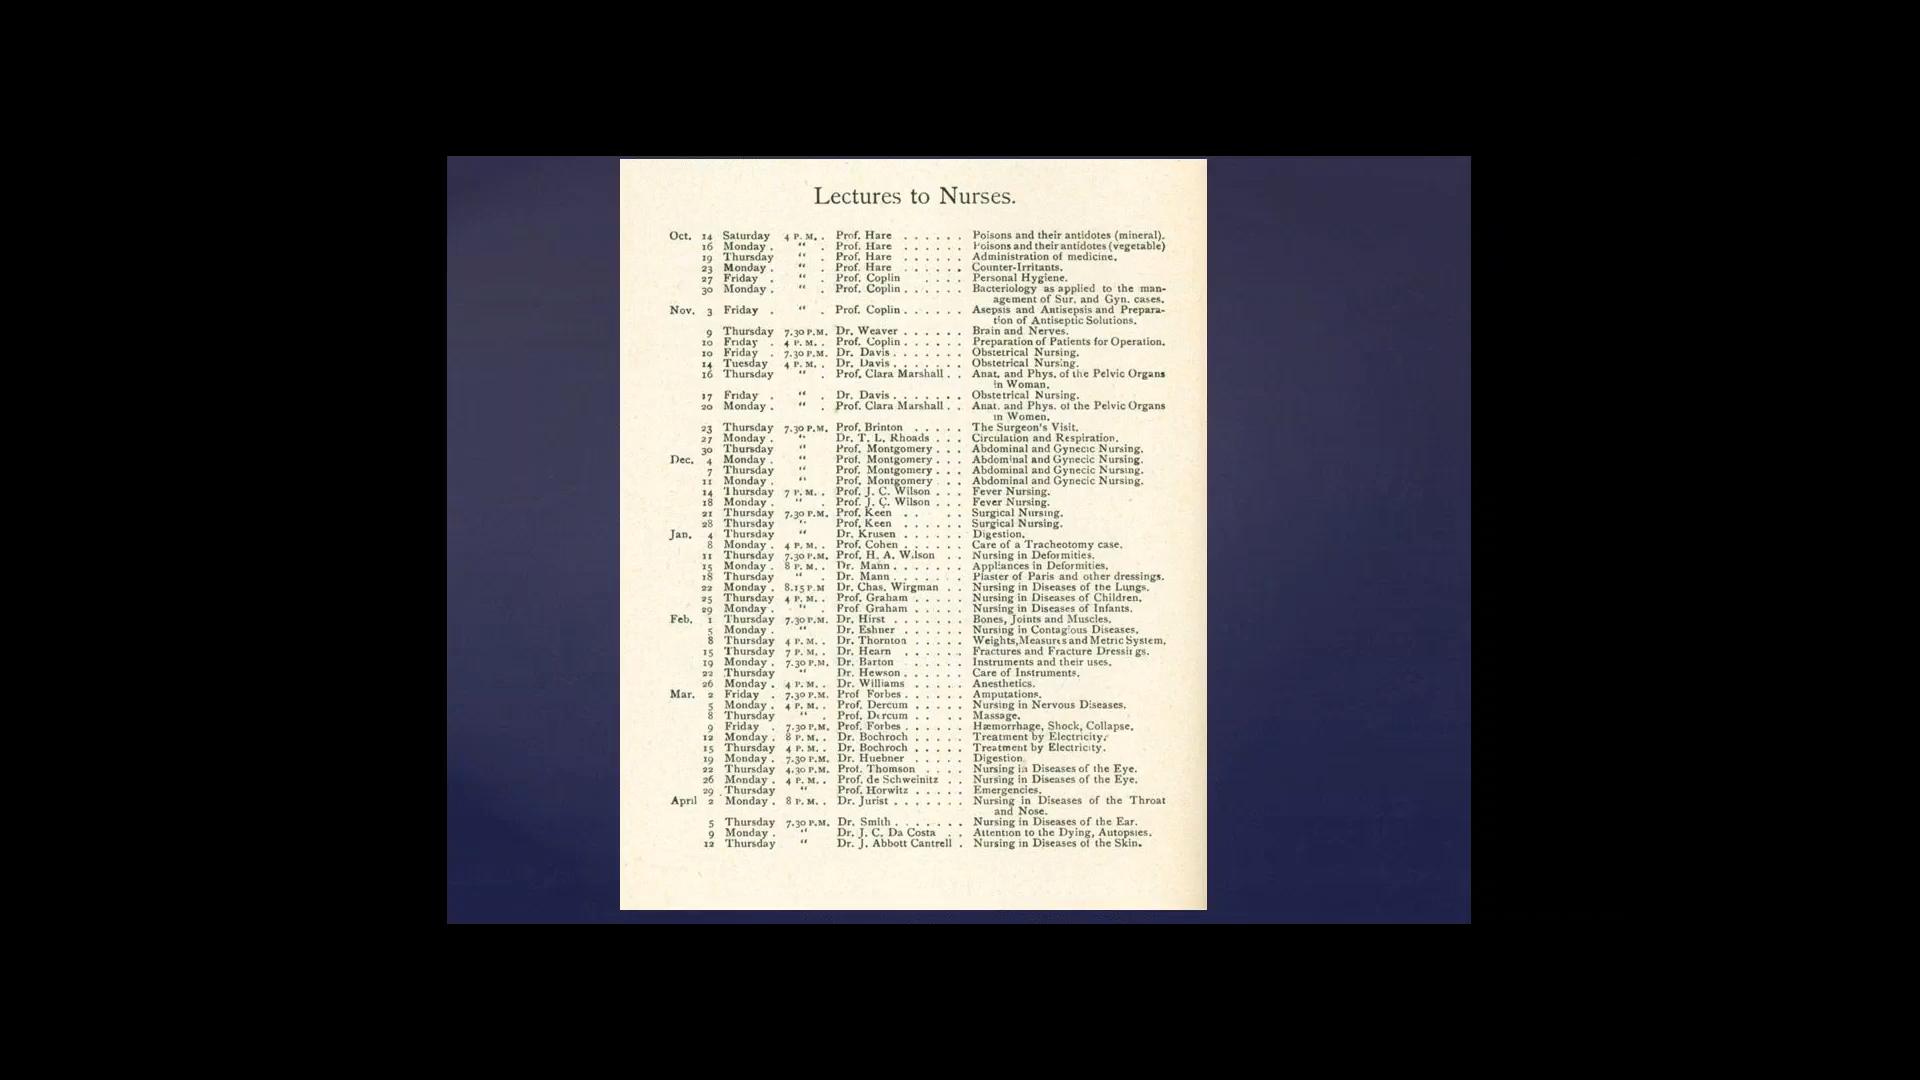 Lectures to Nurses.
Oct. 14 Saturday 4 P. M. . Prof. Hare . . . . . . Poisons and their antidotes (mineral).
16 Monday . “ . Prof. Hare . . . . . . Poisons and their antidotes (vegetable)
19 Thursday “ . Prof. Hare . . . . . . Administration of medicine.
23 Monday . “ . Prof. Hare . . . . . . Counter-Irritants.
27 Friday . “ . Prof. Coplin . . . . Personal Hygiene.
30 Monday . “ . Prof. Coplin . . . . . . Bacteriology as applied to the man-
agement of Sur. and Gyn. cases.
Nov. 3 Friday . “ . Prof. Coplin . . . . . . Asepsis and Antisepsis and Prepara-
tion of Antiseptic Solutions.
9 Thursday 7.30 P.M. Dr. Weaver . . . . . . Brain and Nerves.
10 Friday . 4 P. M. . Prof. Coplin . . . . . . Preparation of Patients for Operation.
10 Friday . 7.30 P.M. Dr. Davis . . . . . . . Obstetrical Nursing.
14 Tuesday 4 P. M. . Dr. Davis . . . . . . . Obstetrical Nursing.
16 Thursday “ . Prof. Clara Marshall . . Anat. and Phys. of the Pelvic Organs
in Woman.
17 Friday . “ . Dr. Davis . . . . . . . Obstetrical Nursing.
20 Monday . “ . Prof. Clara Marshall . . Anat. and Phys. of the Pelvic Organs
in Women.
23 Thursday 7.30 P.M. Prof. Brinton . . . . . The Surgeon's Visit.
27 Monday . “ Dr. T. L. Rhoads . . . Circulation and Respiration.
30 Thursday “ Prof. Montgomery . . . Abdominal and Gynecic Nursing.
Dec. 4 Monday . “ Prof. Montgomery . . . Abdominal and Gynecic Nursing.
7 Thursday “ Prof. Montgomery . . . Abdominal and Gynecic Nursing.
11 Monday . “ Prof. Montgomery . . . Abdominal and Gynecic Nursing.
14 Thursday 7 P. M. . Prof. J. C. Wilson . . . Fever Nursing.
18 Monday . “ . Prof. J. C. Wilson . . . Fever Nursing.
21 Thursday 7.30 P.M. Prof. Keen . . . . Surgical Nursing.
28 Thursday “ Prof. Keen . . . . . . Surgical Nursing.
Jan. 4 Thursday “ Dr. Krusen . . . . . . Digestion.
8 Monday . 4 P. M. . Prof. Cohen . . . . . . Care of a Tracheotomy case.
11 Thursday 7.30 P.M. Prof. H. A. Wilson . . Nursing in Deformities.
15 Monday . 8 P. M. . Dr. Mann . . . . . . . Appliances in Deformities.
18 Thursday “ . Dr. Mann . . . . . . . Plaster of Paris and other dressings.
22 Monday . 8.15 P.M Dr. Chas. Wirgman . . Nursing in Diseases of the Lungs.
25 Thursday 4 P. M. . Prof. Graham . . . . . Nursing in Diseases of Children.
29 Monday . “ . Prof Graham . . . . . Nursing in Diseases of Infants.
Feb. 1 Thursday 7.30 P.M. Dr. Hirst . . . . . . . Bones, Joints and Muscles.
5 Monday . “ Dr. Eshner . . . . . . Nursing in Contagious Diseases.
8 Thursday 4 P. M. . Dr. Thornton . . . . . Weights, Measures and Metric System.
15 Thursday 7 P. M. . Dr. Hearn . . . . . . Fractures and Fracture Dressings.
19 Monday . 7.30 P.M. Dr. Barton . . . . . Instruments and their uses.
22 Thursday “ Dr. Hewson . . . . . . Care of Instruments.
26 Monday . 4 P. M. . Dr. Williams . . . . . Anesthetics.
Mar. 2 Friday . 7.30 P.M. Prof Forbes . . . . . . Amputations.
5 Monday . 4 P. M. . Prof. Dercum . . . . . Nursing in Nervous Diseases.
8 Thursday “ . Prof. Dercum . . . . Massage.
9 Friday . 7.30 P.M. Prof. Forbes . . . . . . Hæmorrhage, Shock, Collapse.
12 Monday . 8 P. M. . Dr. Bochroch . . . . . Treatment by Electricity.
15 Thursday 4 P. M. . Dr. Bochroch . . . . . Treatment by Electricity.
19 Monday . 7.30 P.M. Dr. Huebner . . . . . Digestion.
22 Thursday 4.30 P.M. Prof. Thomson . . . . Nursing in Diseases of the Eye.
26 Monday . 4 P. M. . Prof. de Schweinitz . . Nursing in Diseases of the Eye.
29 Thursday “ Prof. Horwitz . . . . . Emergencies.
April 2 Monday . 8 P. M. . Dr. Jurist . . . . . . . Nursing in Diseases of the Throat
and Nose.
5 Thursday 7.30 P.M. Dr. Smith . . . . . . . Nursing in Diseases of the Ear.
9 Monday . “ Dr. J. C. Da Costa . . Attention to the Dying, Autopsies.
12 Thursday “ Dr. J. Abbott Cantrell . Nursing in Diseases of the Skin.